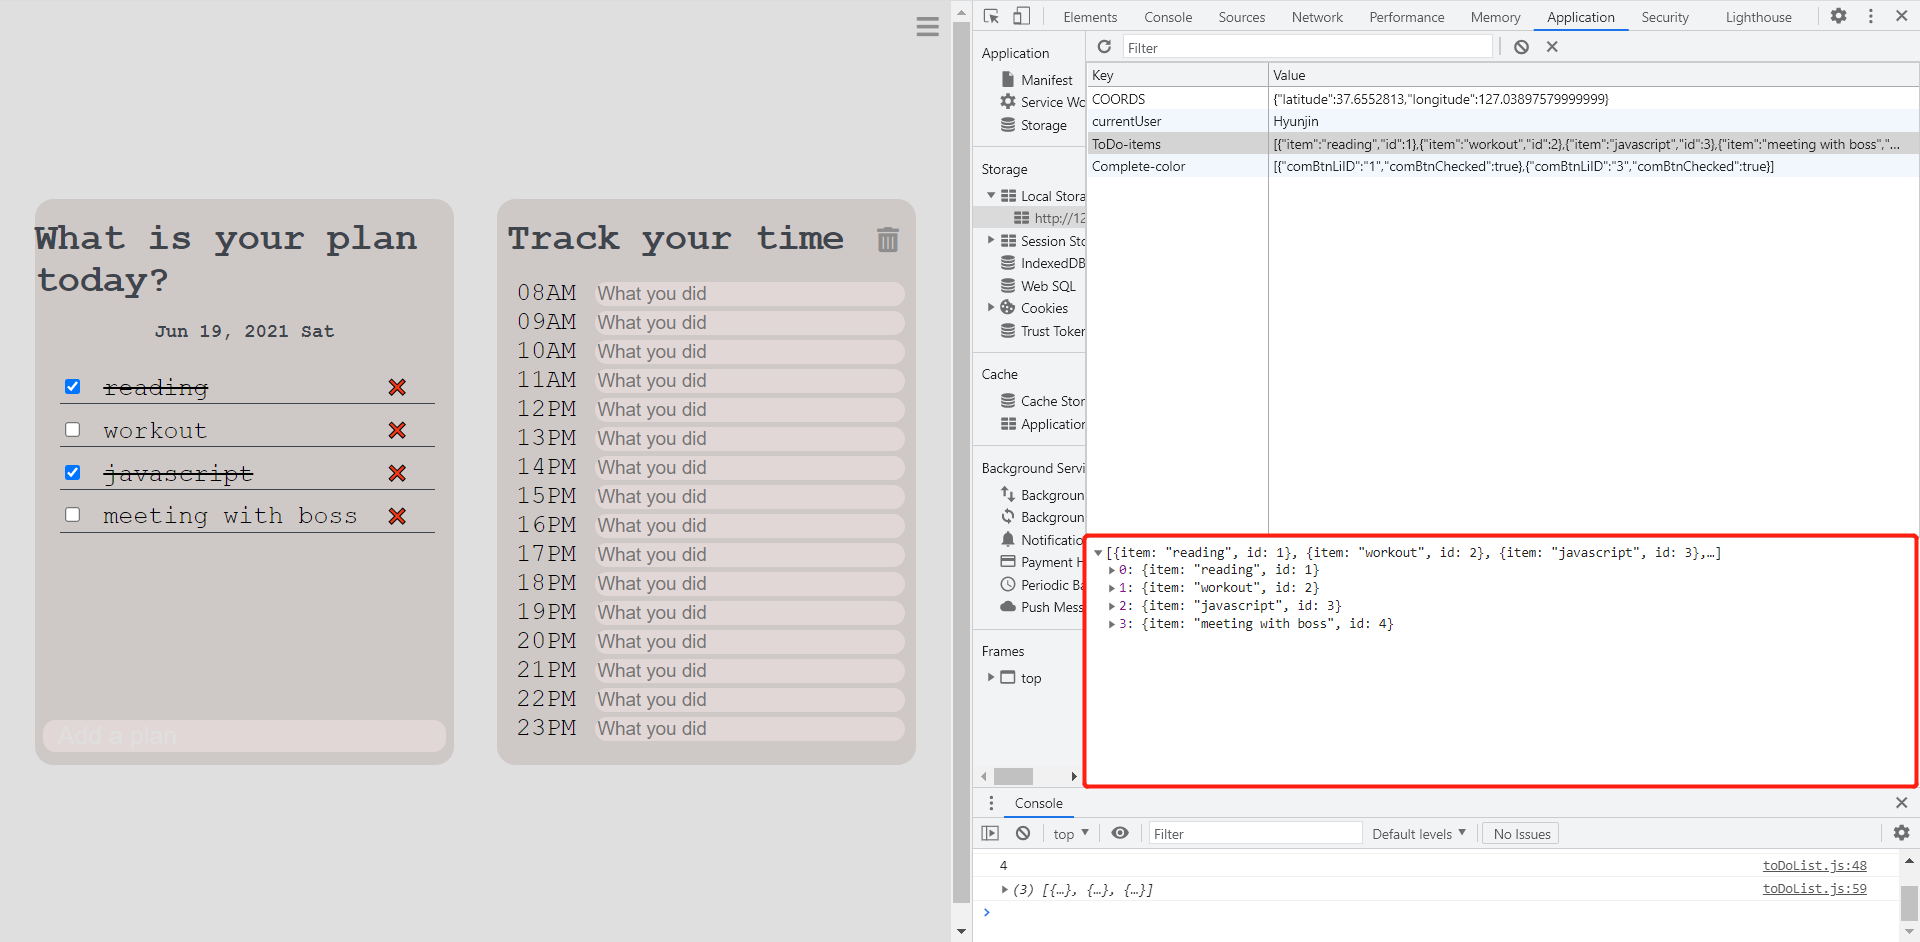 What is your plan
today?
Jun 19, 2021 Sat
reading
workout
javascript
meeting with boss
Add a plan
Track your time
08AM What you did
09AM What you did
10AM What you did
11AM What you did
12PM What you did
13PM What you did
14PM What you did
15PM What you did
16PM What you did
17PM What you did
18PM What you did
19PM What you did
20PM What you did
21PM What you did
22PM What you did
23PM What you did
Elements Console Sources Network Performance Memory Application Security Lighthouse
Application
Manifest
Service Wo
Storage
Storage
Local Stora
http://12
Session Sto
IndexedDB
Web SQL
Cookies
Trust Token
Cache
Cache Stor
Application
Background Servi
Backgroun
Backgroun
Notificatio
Payment H
Periodic Ba
Push Mess
Frames
top
Filter
Key Value
COORDS {"latitude":37.6552813,"longitude":127.03897579999999}
currentUser Hyunjin
ToDo-items [{"item":"reading","id":1},{"item":"workout","id":2},{"item":"javascript","id":3},{"item":"meeting with boss","...
Complete-color [{"comBtnLiID":"1","comBtnChecked":true},{"comBtnLiID":"3","comBtnChecked":true}]
[{item: "reading", id: 1}, {item: "workout", id: 2}, {item: "javascript", id: 3},…]
0: {item: "reading", id: 1}
1: {item: "workout", id: 2}
2: {item: "javascript", id: 3}
3: {item: "meeting with boss", id: 4}
Console
top Filter Default levels No Issues
4 toDoList.js:48
(3) [{…}, {…}, {…}] toDoList.js:59